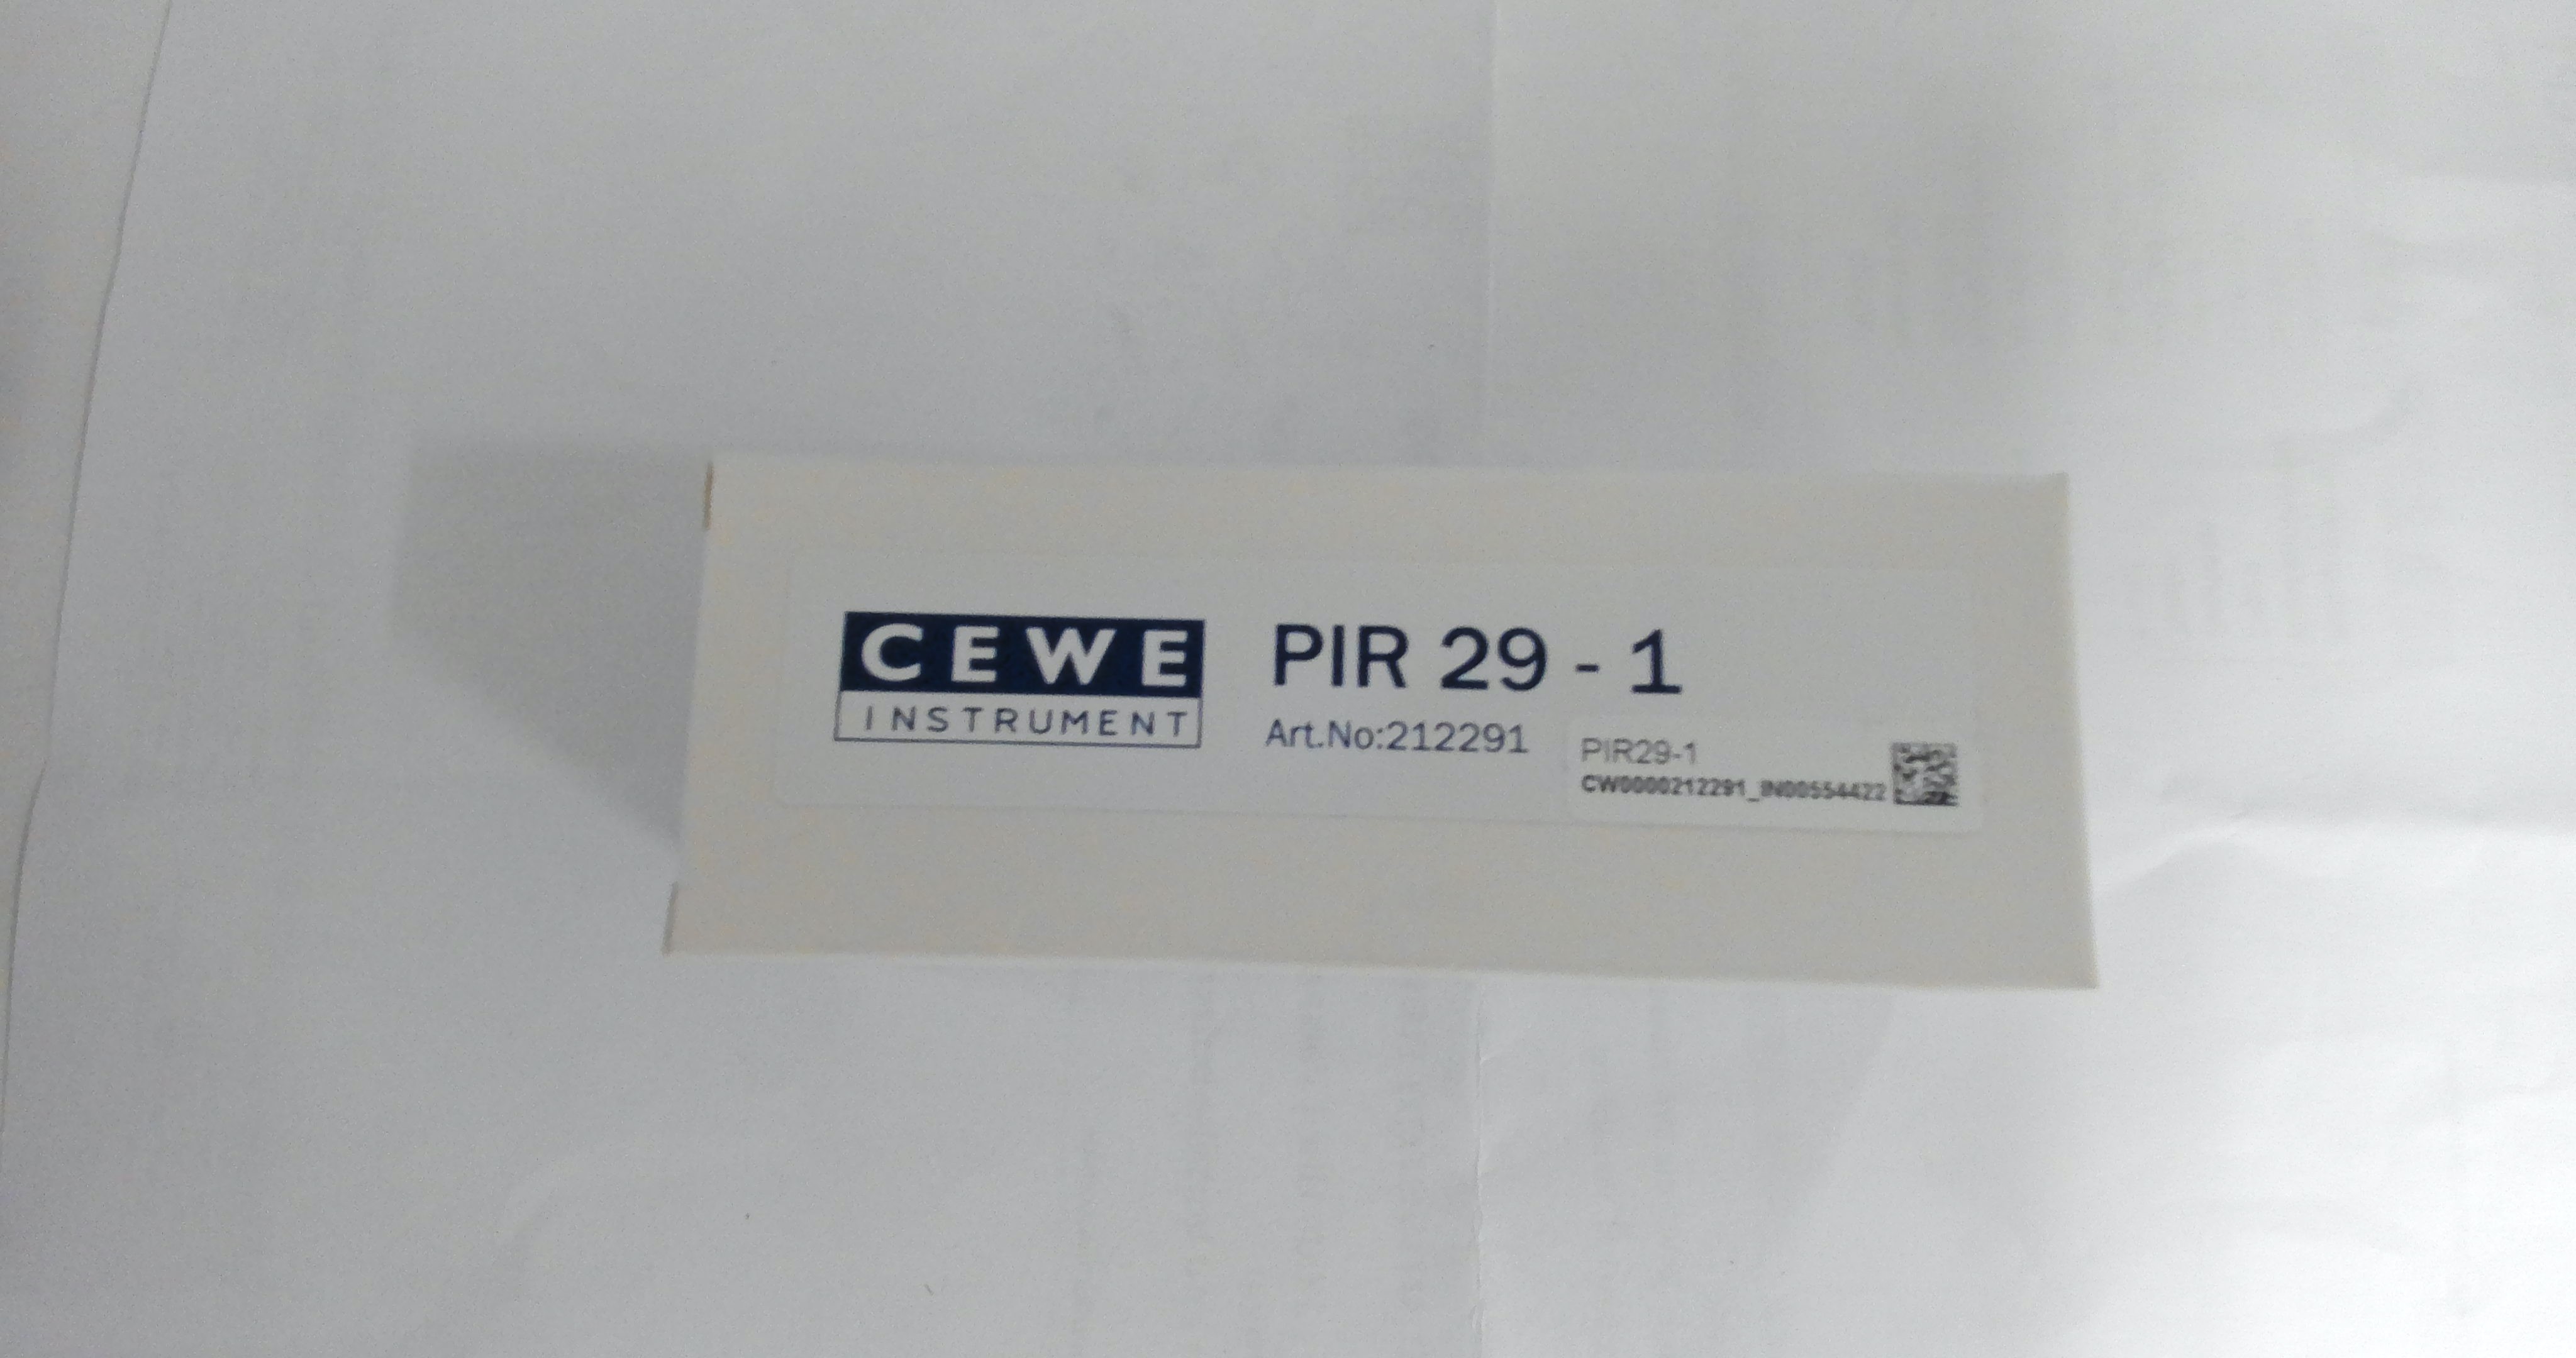 CEWE
INSTRUMENT
PIR 29 - 1
Art.No:212291
PIR29-1
CW0000212291_IN00554422